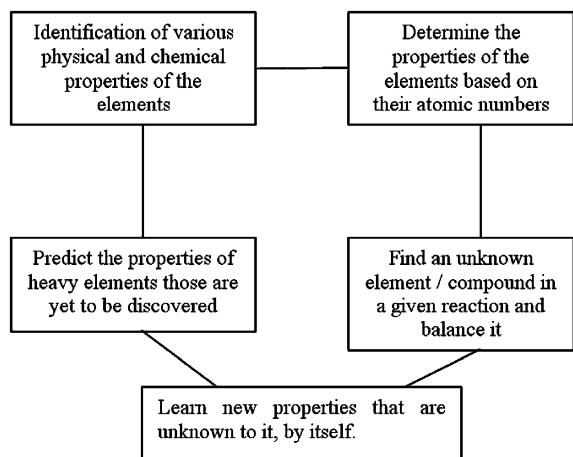 Identification of various
physical and chemical
properties of the
elements
Determine the
properties of the
elements based on
their atomic numbers
Predict the properties of
heavy elements those are
yet to be discovered
Find an unknown
element / compound in
a given reaction and
balance it
Learn new properties that are
unknown to it, by itself.